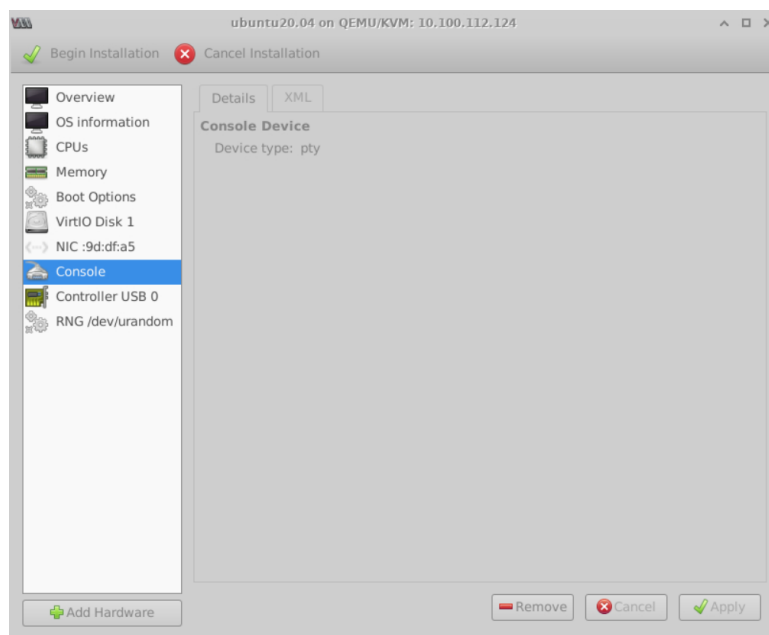 ubuntu20.04 on QEMU/KVM: 10.100.112.124
Begin Installation Cancel Installation
Overview
OS information
CPUs
Memory
Boot Options
VirtIO Disk 1
NIC :9d:df:a5
Console
Controller USB 0
RNG /dev/urandom
Add Hardware
Details XML
Console Device
Device type: pty
Remove Cancel Apply